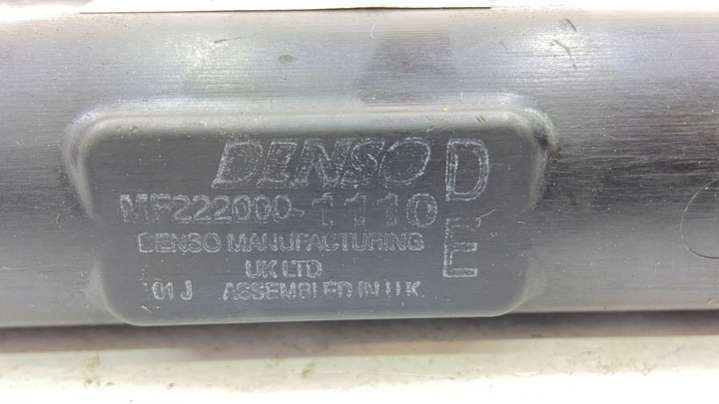 DENSO
MF222000-1110
DENSO MANUFACTURING
UK LTD
01 J ASSEMBLED IN U.K.
D
E